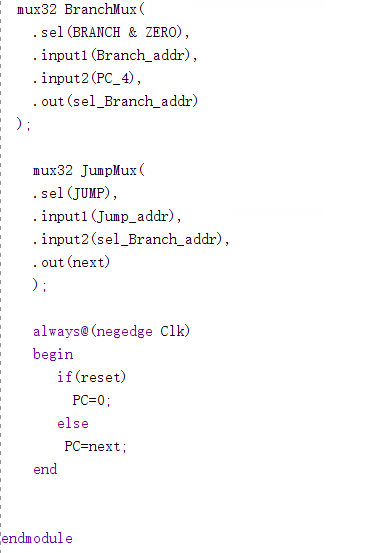 mux32 BranchMux(
.sel(BRANCH & ZERO),
.input1(Branch_addr),
.input2(PC_4),
.out(sel_Branch_addr)
);
mux32 JumpMux(
.sel(JUMP),
.input1(Jump_addr),
.input2(sel_Branch_addr),
.out(next)
);
always@(negedge Clk)
begin
if(reset)
PC=0;
else
PC=next;
end
endmodule